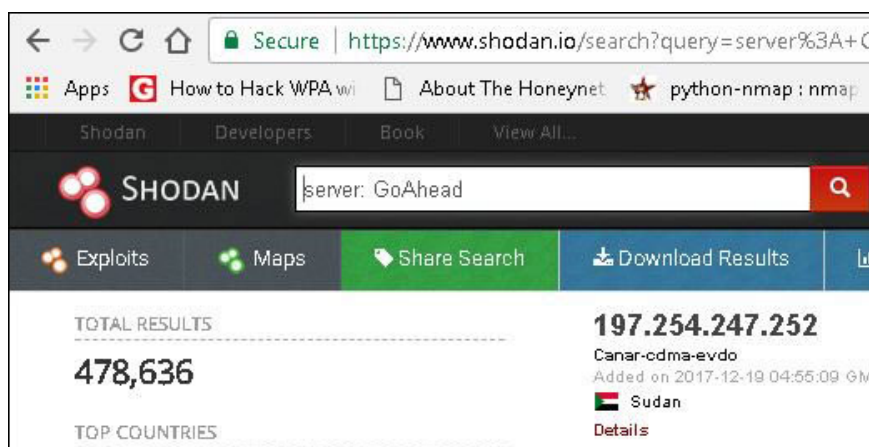 Secure https://www.shodan.io/search?query=server%3A+
Apps G How to Hack WPA wi About The Honeynet python-nmap : nmap
Shodan Developers Book View All...
SHODAN server: GoAhead
Exploits Maps Share Search Download Results
TOTAL RESULTS
478,636
TOP COUNTRIES
197.254.247.252
Canar-cdma-evdo
Added on 2017-12-19 04:55:09 GM
Sudan
Details